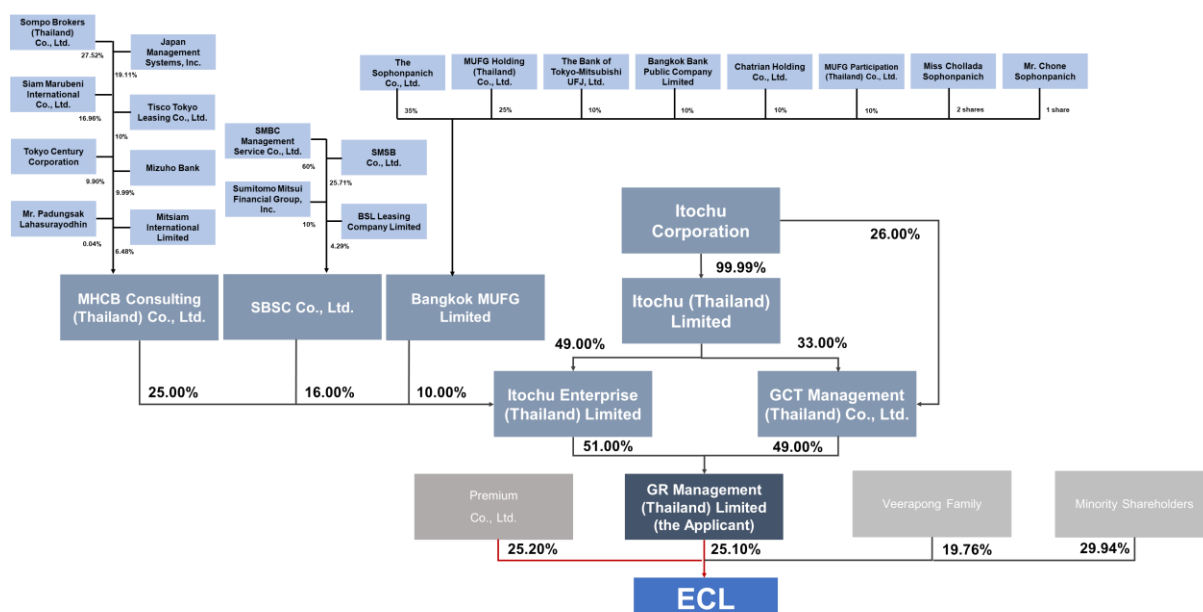 Sompo Brokers
(Thailand)
Co., Ltd.
27.52%
Japan
Management
Systems, Inc.
19.11%
Siam Marubeni
International
Co., Ltd.
16.96%
Tisco Tokyo
Leasing Co., Ltd.
10%
Tokyo Century
Corporation
9.90%
Mizuho Bank
9.99%
Mr. Padungsak
Lahasurayodhin
0.04%
Mitsiam
International
Limited
6.48%
SMBC
Management
Service Co., Ltd.
60%
SMSB
Co., Ltd.
25.71%
Sumitomo Mitsui
Financial Group,
Inc.
10%
BSL Leasing
Company Limited
4.29%
The
Sophonpanich
Co., Ltd.
35%
MUFG Holding
(Thailand)
Co., Ltd.
25%
The Bank of
Tokyo-Mitsubishi
UFJ, Ltd.
10%
Bangkok Bank
Public Company
Limited
10%
Chatrian Holding
Co., Ltd.
10%
MUFG Participation
(Thailand) Co., Ltd.
10%
Miss Chollada
Sophonpanich
2 shares
Mr. Chone
Sophonpanich
1 share
Itochu
Corporation
26.00%
99.99%
MHCB Consulting
(Thailand) Co., Ltd.
SBSC Co., Ltd.
Bangkok MUFG
Limited
Itochu (Thailand)
Limited
49.00%
33.00%
25.00%
16.00%
10.00%
Itochu Enterprise
(Thailand) Limited
GCT Management
(Thailand) Co., Ltd.
51.00%
49.00%
Premium
Co., Ltd.
GR Management
(Thailand) Limited
(the Applicant)
Veerapong Family
Minority Shareholders
25.20%
25.10%
19.76%
29.94%
ECL